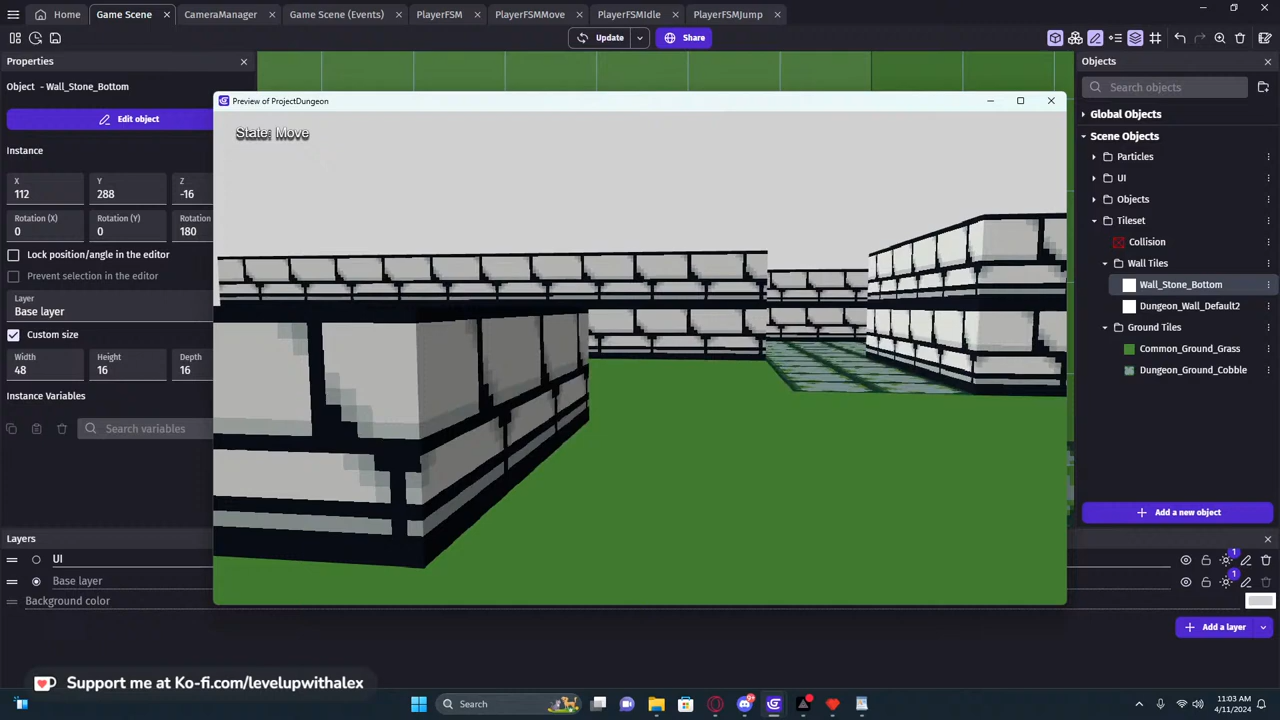 Home
Game Scene
CameraManager
Game Scene (Events)
PlayerFSM
PlayerFSMMove
PlayerFSMIdle
PlayerFSMJump
Update
Share
Properties
Object - Wall_Stone_Bottom
Edit object
Instance
X
112
Y
288
Z
-16
Rotation (X)
0
Rotation (Y)
0
Rotation
180
Lock position/angle in the editor
Prevent selection in the editor
Layer
Base layer
Custom size
Width
48
Height
16
Depth
16
Instance Variables
Search variables
Preview of ProjectDungeon
State: Move
Objects
Search objects
Global Objects
Scene Objects
Particles
UI
Objects
Tileset
Collision
Wall Tiles
Wall_Stone_Bottom
Dungeon_Wall_Default2
Ground Tiles
Common_Ground_Grass
Dungeon_Ground_Cobble
Add a new object
Layers
UI
1
Base layer
1
Background color
Add a layer
Support me at Ko-fi.com/levelupwithalex
Search
9+
11:03 AM
4/11/2024